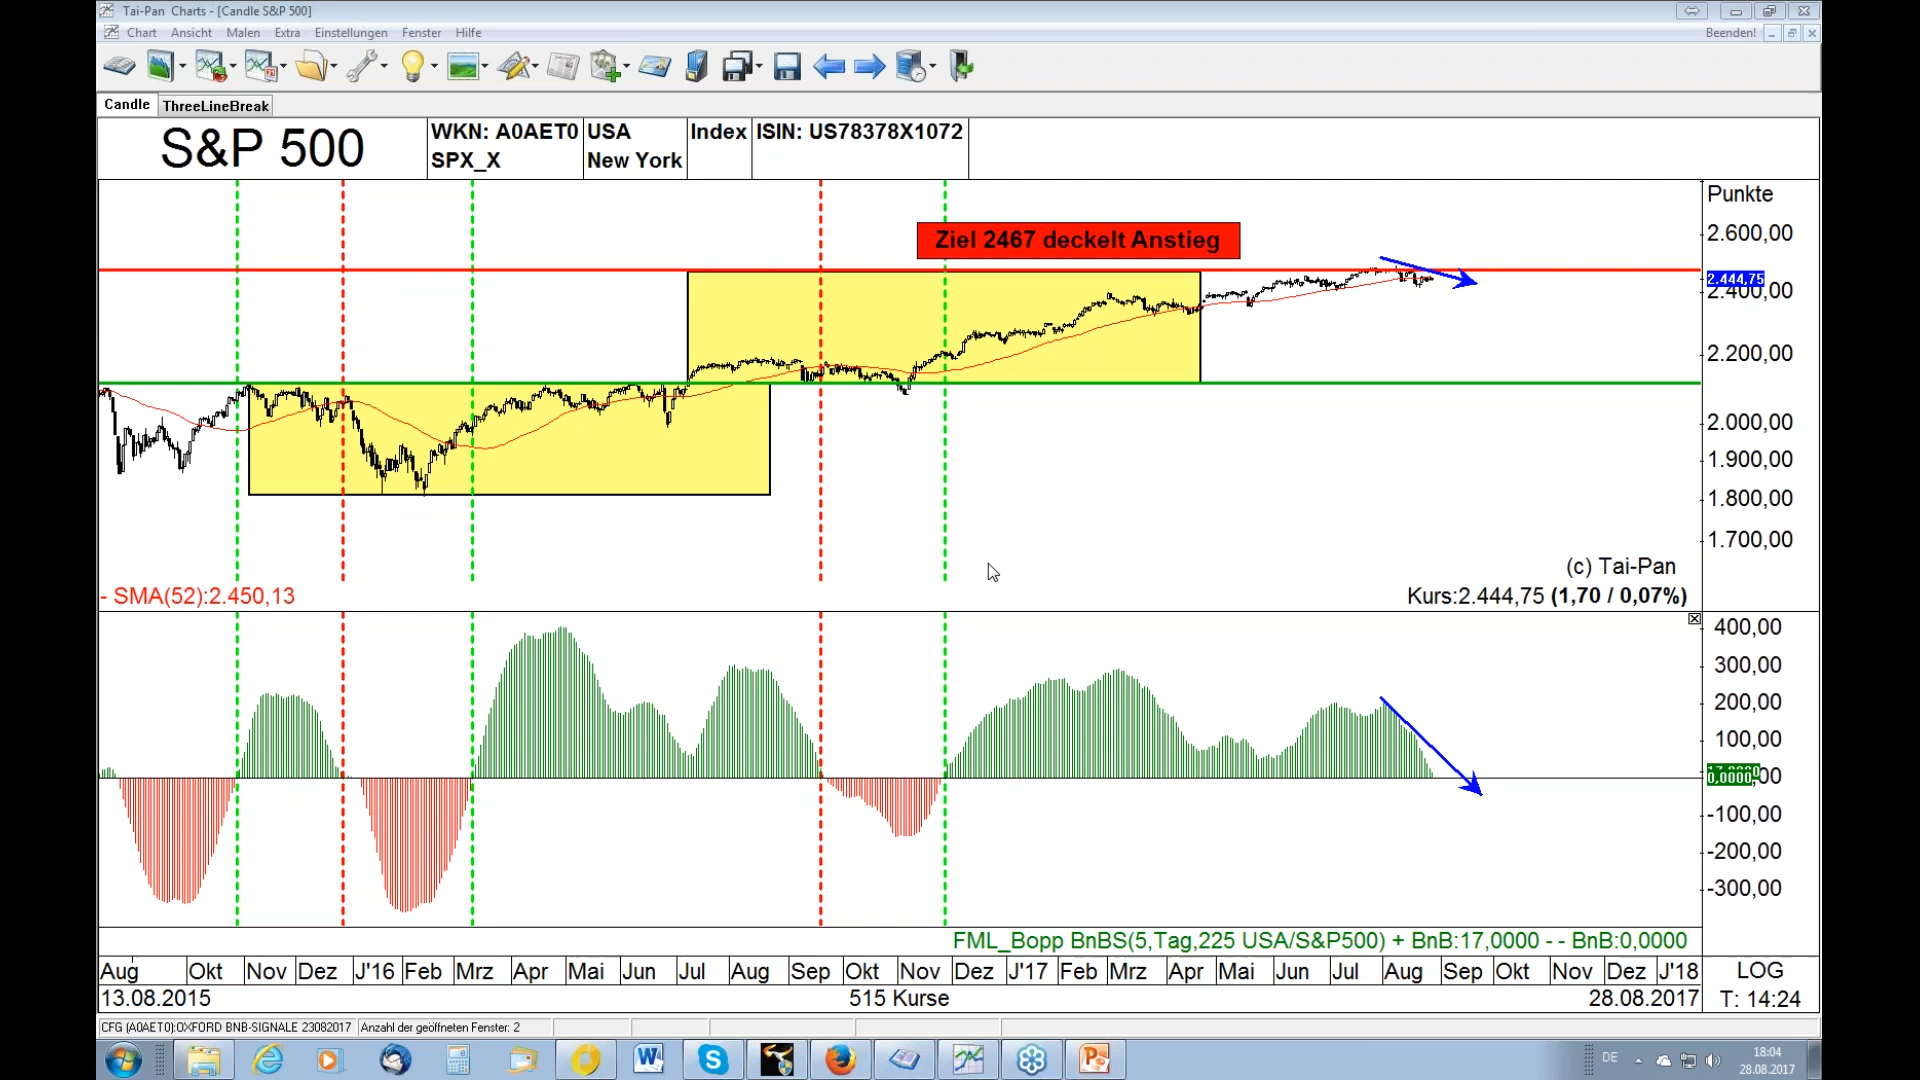 Tai-Pan Charts - [Candle S&P 500]
Chart Ansicht Malen Extra Einstellungen Fenster Hilfe Beenden!
Candle ThreeLineBreak
S&P 500
WKN: A0AET0 USA Index ISIN: US78378X1072
SPX_X New York
Punkte
Ziel 2467 deckelt Anstieg
2.600,00
2.444,75
2.400,00
2.200,00
2.000,00
1.900,00
1.800,00
1.700,00
(c) Tai-Pan
- SMA(52):2.450,13
Kurs:2.444,75 (1,70 / 0,07%)
400,00
300,00
200,00
100,00
0,0000
-100,00
-200,00
-300,00
FML_Bopp BnBS(5,Tag,225 USA/S&P500) + BnB:17,0000 - - BnB:0,0000
Aug Okt Nov Dez J'16 Feb Mrz Apr Mai Jun Jul Aug Sep Okt Nov Dez J'17 Feb Mrz Apr Mai Jun Jul Aug Sep Okt Nov Dez J'18 LOG
13.08.2015 515 Kurse 28.08.2017 T: 14:24
CFG (A0AET0):OXFORD BNB-SIGNALE 23082017 Anzahl der geöffneten Fenster: 2
DE 18:04
28.08.2017